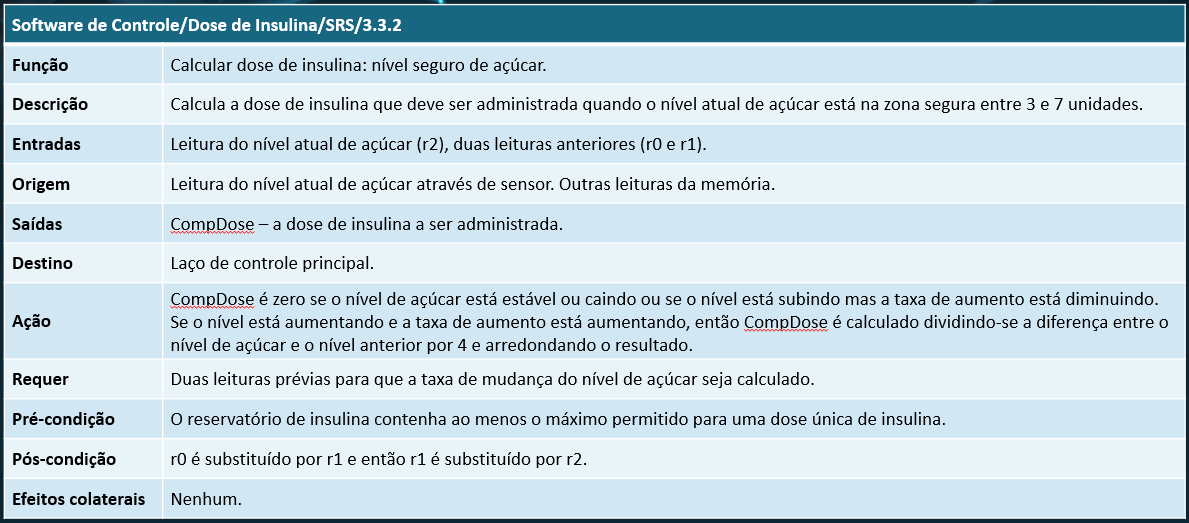 Software de Controle/Dose de Insulina/SRS/3.3.2
Função
Calcular dose de insulina: nível seguro de açúcar.
Descrição
Calcula a dose de insulina que deve ser administrada quando o nível atual de açúcar está na zona segura entre 3 e 7 unidades.
Entradas
Leitura do nível atual de açúcar (r2), duas leituras anteriores (r0 e r1).
Origem
Leitura do nível atual de açúcar através de sensor. Outras leituras da memória.
Saídas
CompDose – a dose de insulina a ser administrada.
Destino
Laço de controle principal.
Ação
CompDose é zero se o nível de açúcar está estável ou caindo ou se o nível está subindo mas a taxa de aumento está diminuindo.
Se o nível está aumentando e a taxa de aumento está aumentando, então CompDose é calculado dividindo-se a diferença entre o
nível de açúcar e o nível anterior por 4 e arredondando o resultado.
Requer
Duas leituras prévias para que a taxa de mudança do nível de açúcar seja calculado.
Pré-condição
O reservatório de insulina contenha ao menos o máximo permitido para uma dose única de insulina.
Pós-condição
r0 é substituído por r1 e então r1 é substituído por r2.
Efeitos colaterais
Nenhum.